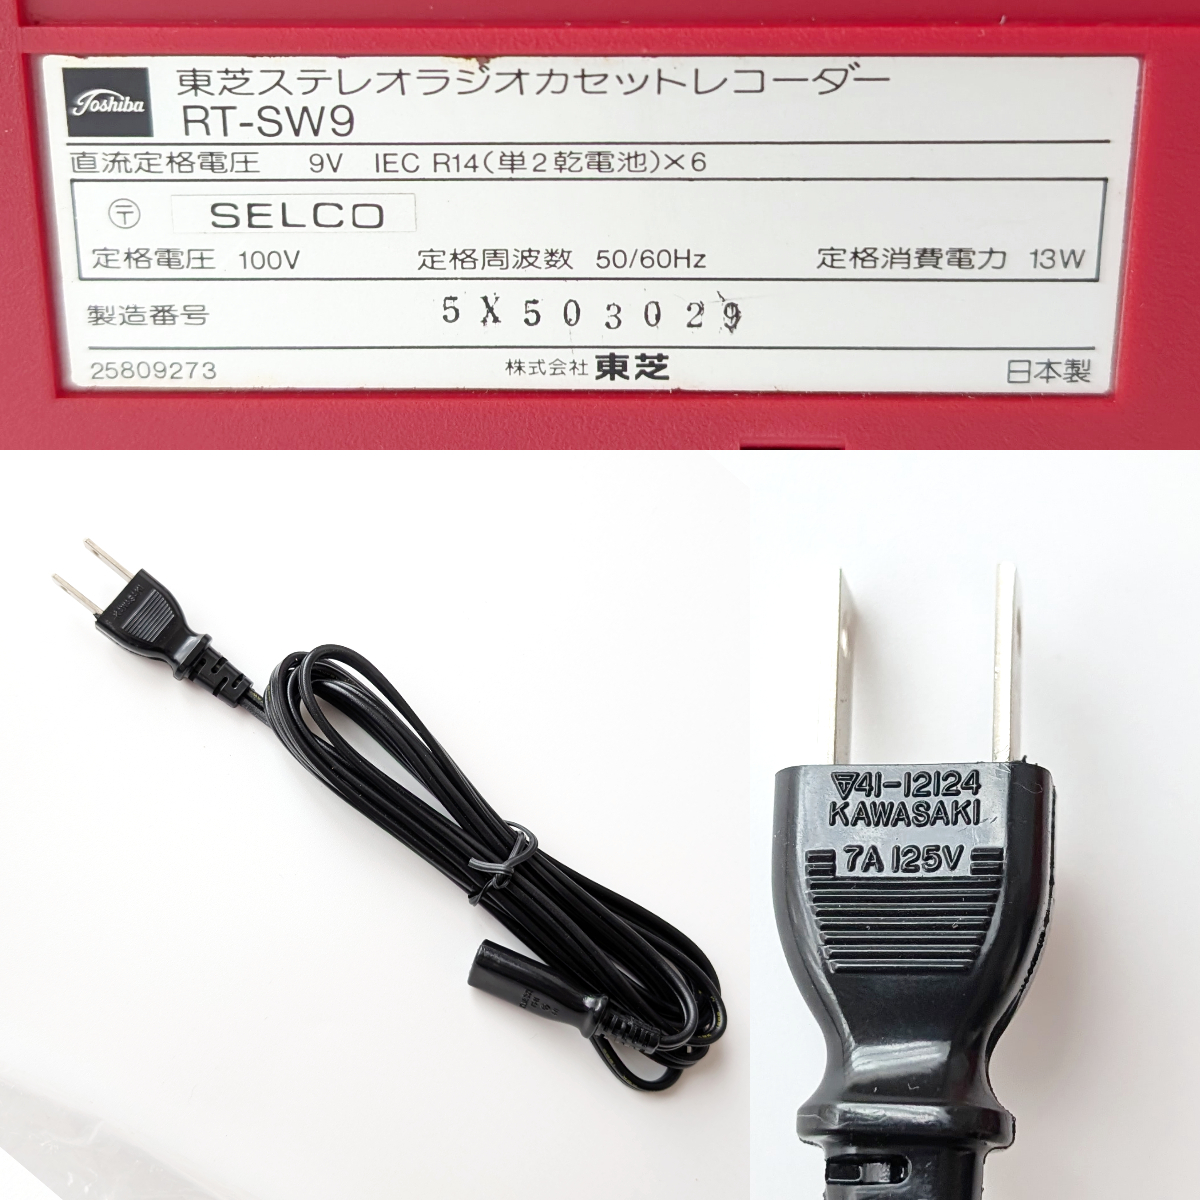 Toshiba
東芝ステレオラジオカセットレコーダー
RT-SW9
直流定格電圧 9V IEC R14(単2乾電池)×6
〒 SELCO
定格電圧 100V 定格周波数 50/60Hz 定格消費電力 13W
製造番号 5X503029
25809273 株式会社 東芝 日本製
KAWASAKI
41-12124
KAWASAKI
7A 125V